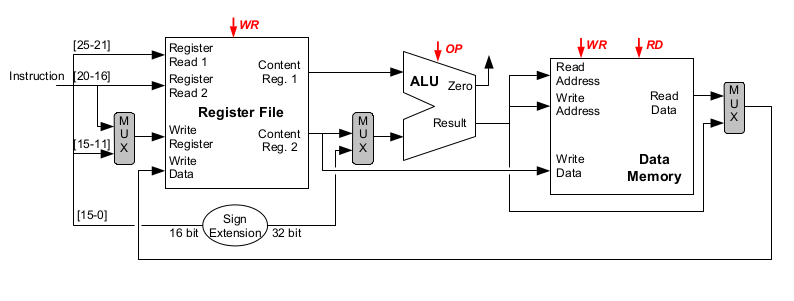 WR
[25-21]
Instruction
[20-16]
[15-11]
[15-0]
MUX
Register
Read 1
Register
Read 2
Register File
Write
Register
Write
Data
Content
Reg. 1
Content
Reg. 2
16 bit
Sign
Extension
32 bit
MUX
OP
ALU
Zero
Result
WR
RD
Read
Address
Write
Address
Write
Data
Read
Data
Data
Memory
MUX